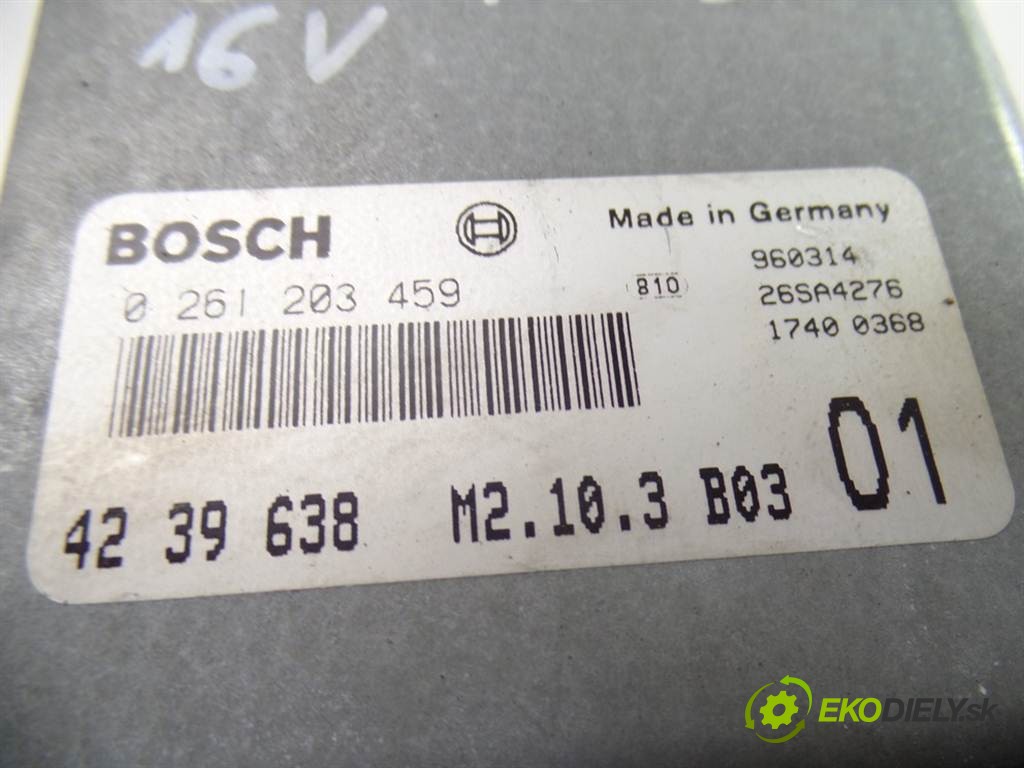 16V
BOSCH
Made in Germany
0 261 203 459
810
960314
26SA4276
1740 0368
01
42 39 638 M2.10.3 B03
EKODIELY.sk